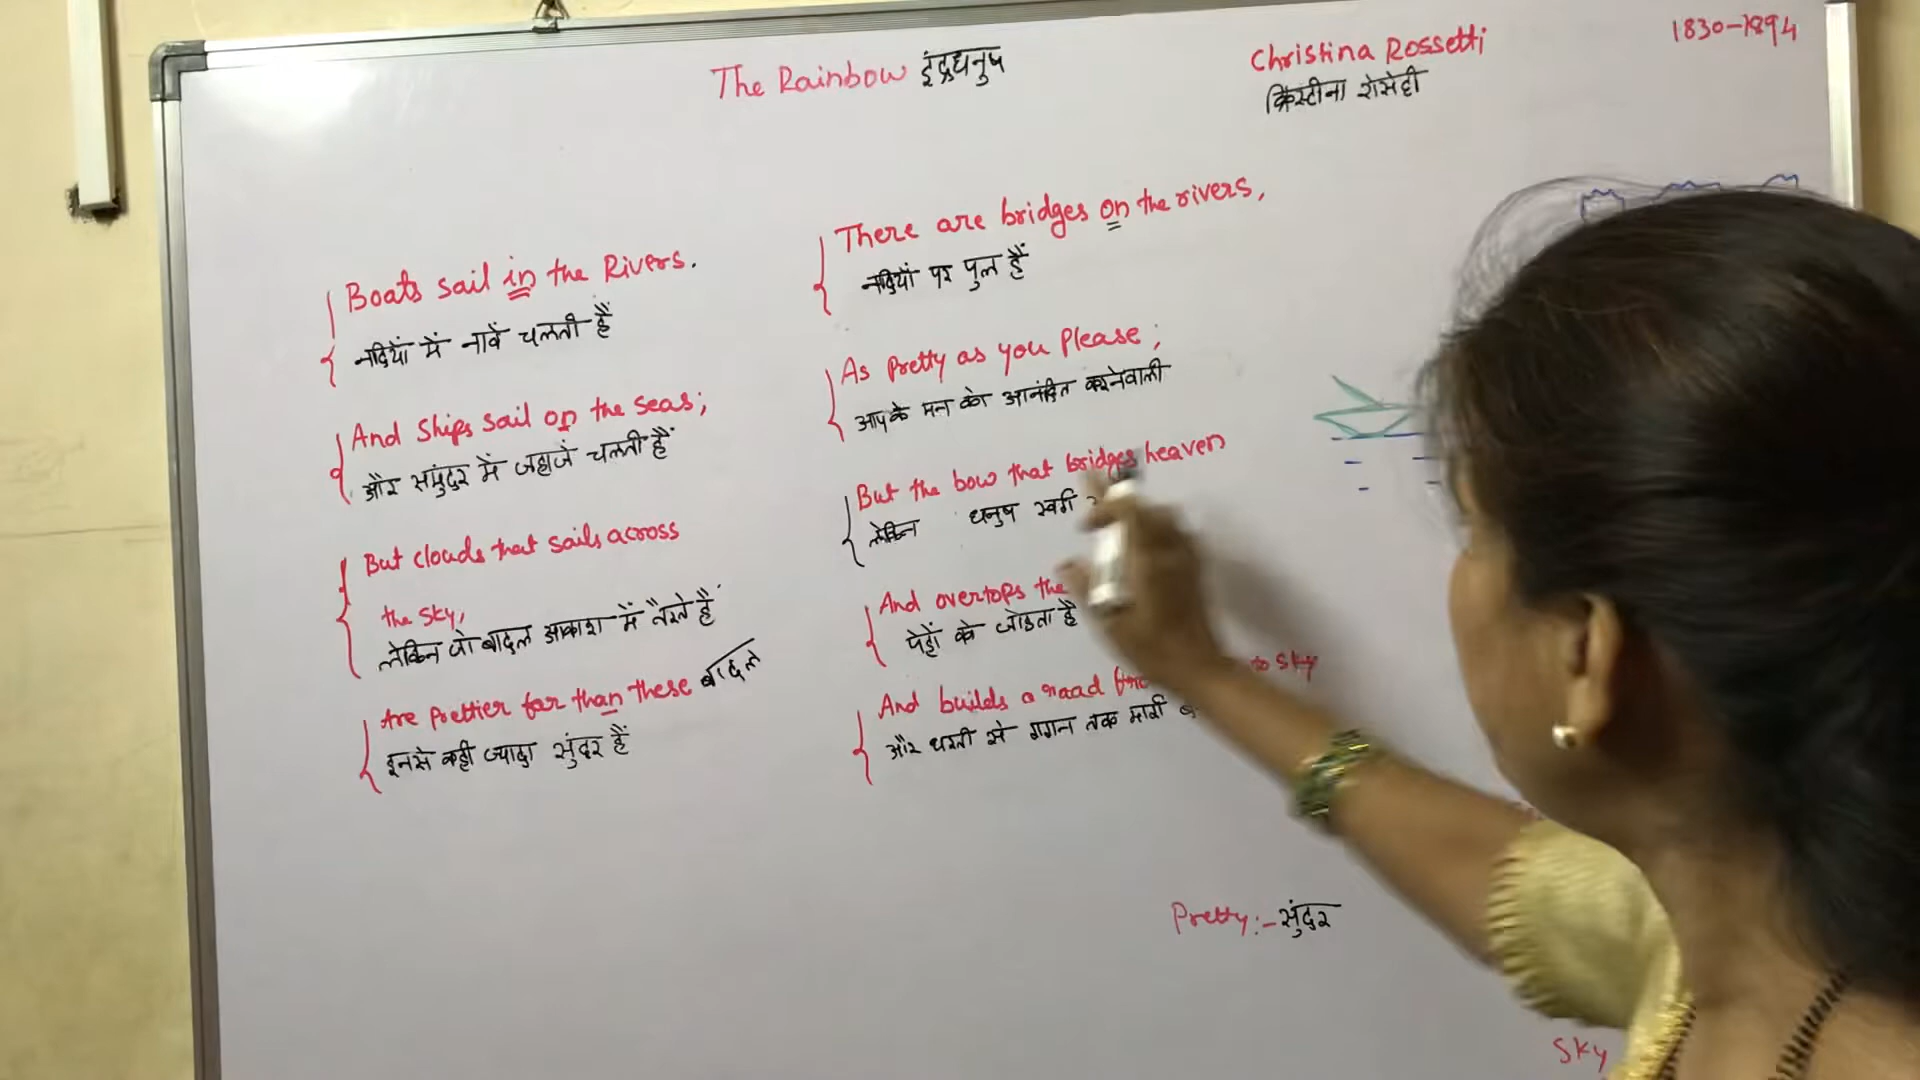 The Rainbow इंद्रधनुष
Christina Rossetti
क्रिस्टीना रोसेट्टी
1830-1894
Boats sail in the Rivers.
नदियों में नावें चलती हैं
And Ships sail on the seas;
और समुंदर में जहाजें चलती हैं
But clouds that sails across
the sky,
लेकिन जो बादल आकाश में तैरते हैं
Are prettier far than these बादलें
इनसे कही ज्यादा सुंदर हैं
There are bridges on the rivers,
नदियों पर पुल हैं
As Pretty as you Please;
आपके मन को आनंदित करनेवाली
But the bow that bridges heaven
लेकिन धनुष स्वर्ग
And overtops the
पेड़ों को जोडता है
And builds a road to sky
और धरती से गगन तक मार्ग
Pretty:- सुंदर
Sky